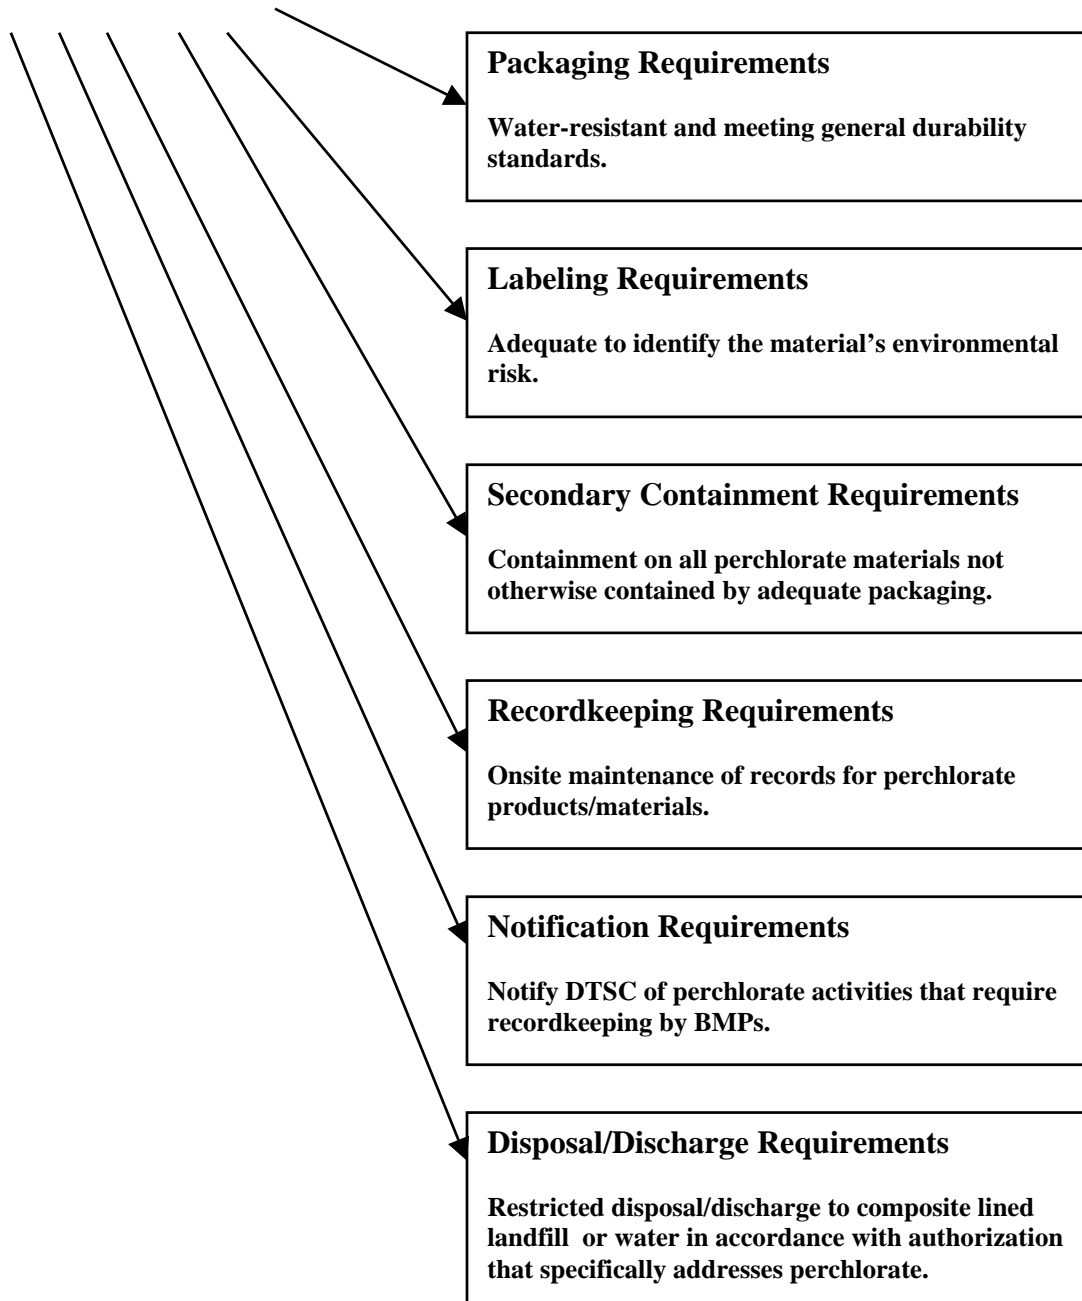 Packaging Requirements
Water-resistant and meeting general durability
standards.
Labeling Requirements
Adequate to identify the material’s environmental
risk.
Secondary Containment Requirements
Containment on all perchlorate materials not
otherwise contained by adequate packaging.
Recordkeeping Requirements
Onsite maintenance of records for perchlorate
products/materials.
Notification Requirements
Notify DTSC of perchlorate activities that require
recordkeeping by BMPs.
Disposal/Discharge Requirements
Restricted disposal/discharge to composite lined
landfill  or water in accordance with authorization
that specifically addresses perchlorate.